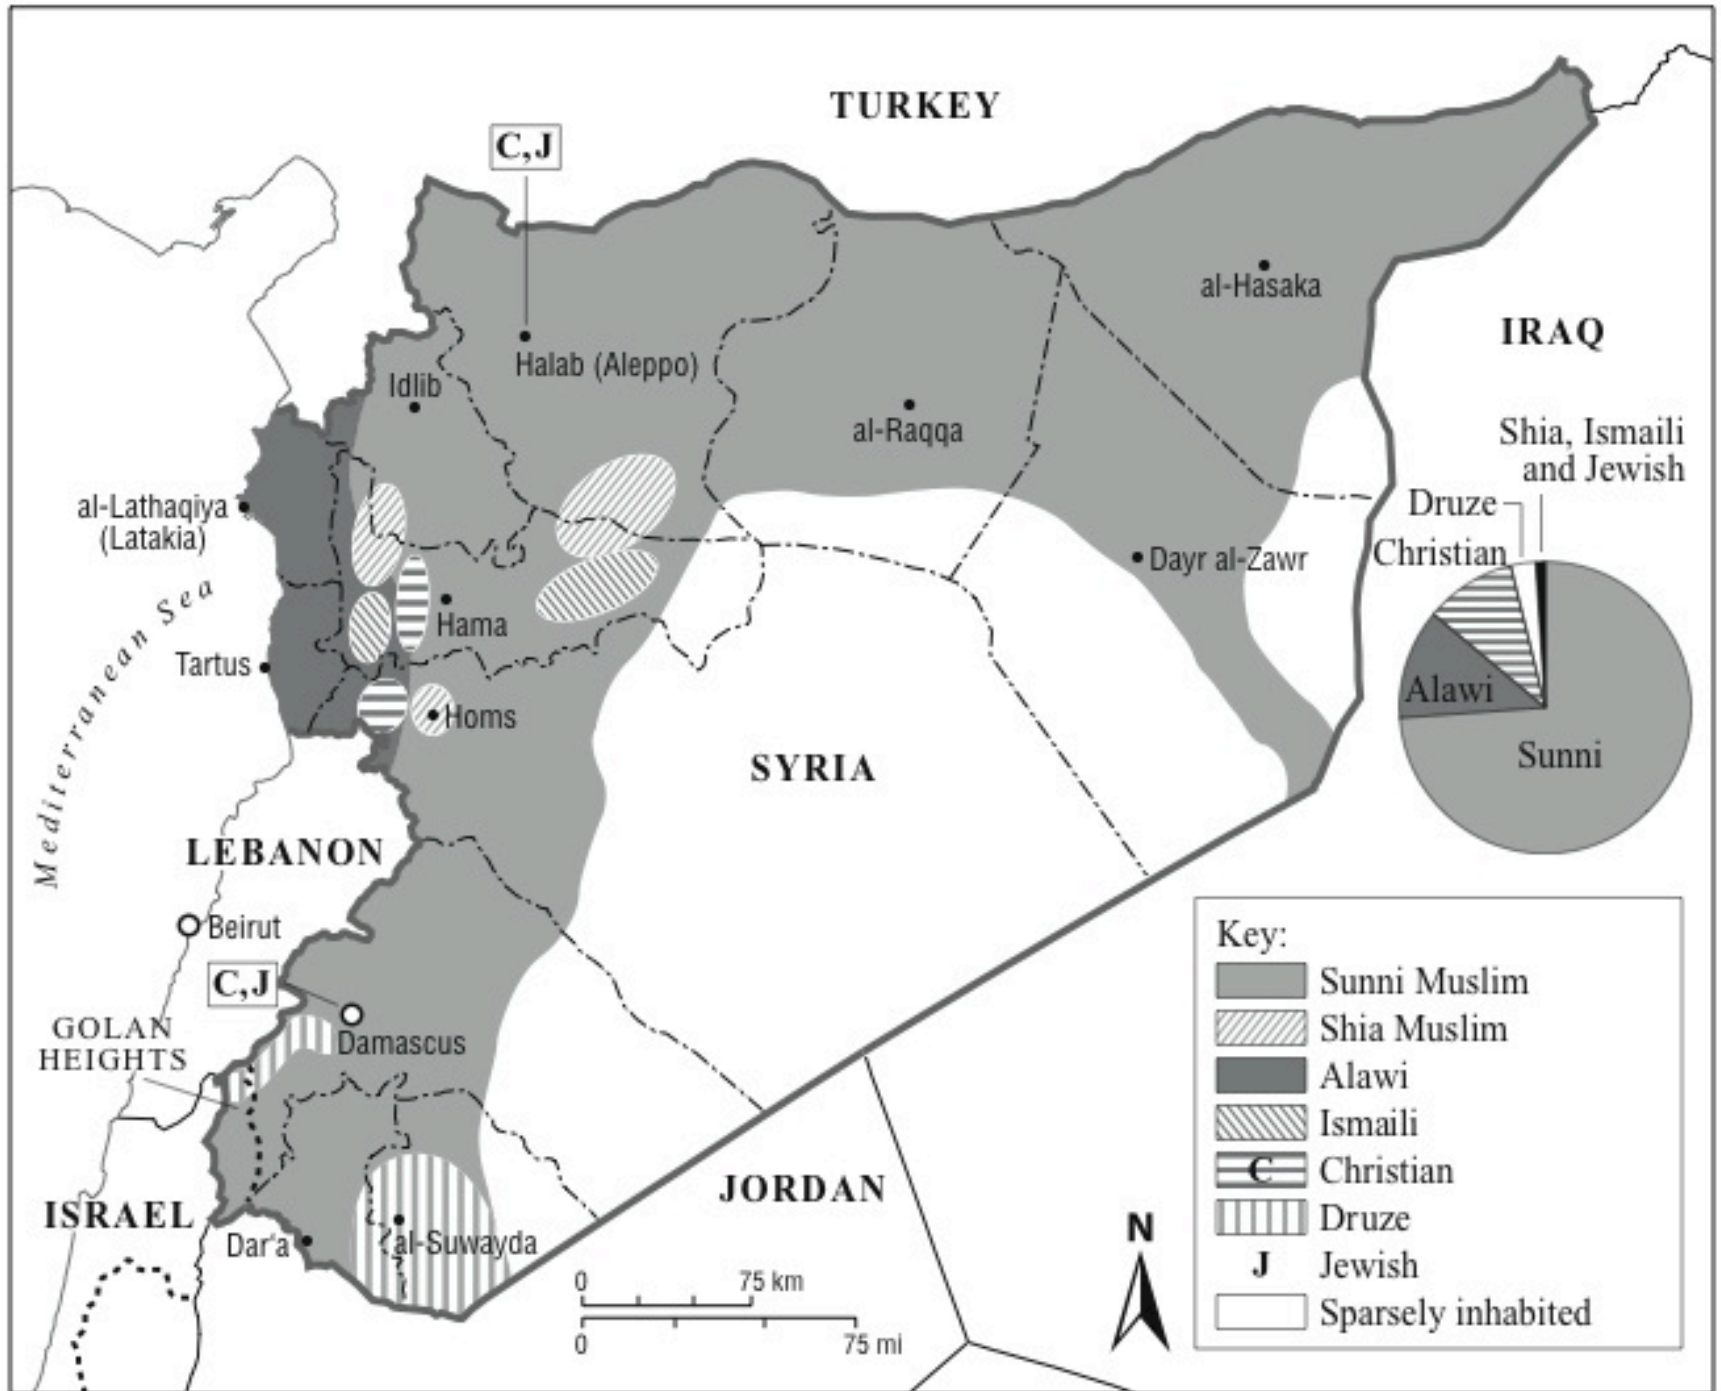 TURKEY
C,J
al-Hasaka
IRAQ
Halab (Aleppo)
Idlib
al-Raqqa
Shia, Ismaili
and Jewish
Druze
Christian
al-Lathaqiya
(Latakia)
Dayr al-Zawr
Mediterranean Sea
Hama
Tartus
Alawi
Homs
Sunni
SYRIA
LEBANON
Beirut
C,J
GOLAN
HEIGHTS
Damascus
ISRAEL
Dar'a
al-Suwayda
JORDAN
0 75 km
0 75 mi
N
Key:
Sunni Muslim
Shia Muslim
Alawi
Ismaili
C Christian
Druze
J Jewish
Sparsely inhabited